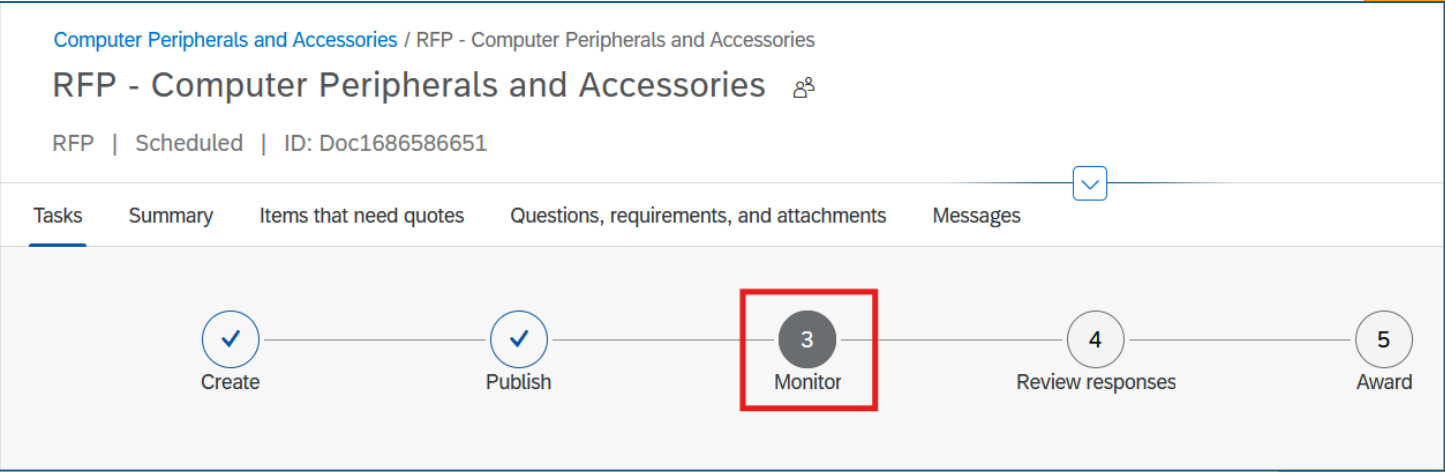 Computer Peripherals and Accessories / RFP - Computer Peripherals and Accessories
RFP - Computer Peripherals and Accessories
RFP | Scheduled | ID: Doc1686586651
Tasks Summary Items that need quotes Questions, requirements, and attachments Messages
3 4 5
Create Publish Monitor Review responses Award